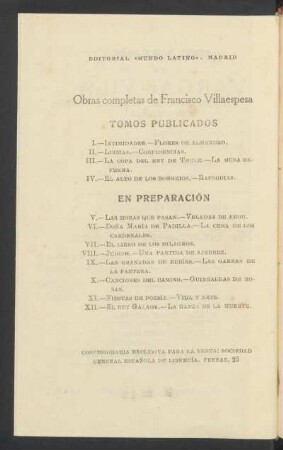 EDITORIAL «MUNDO LATINO». MADRID
Obras completas de Francisco Villaespesa
TOMOS PUBLICADOS
I.—INTIMIDADES.—FLORES DE ALMENDRO.
II.—LUCHAS.—CONFIDENCIAS.
III.—LA COPA DEL REY DE THULE.—LA MUSA EN-
FERMA.
IV.—EL ALTO DE LOS BOHEMIOS.—RAPSODIAS.
EN PREPARACIÓN
V.—LAS HORAS QUE PASAN.—VELADAS DE AMOR.
VI.—DOÑA MARÍA DE PADILLA.—LA CENA DE LOS
CARDENALES.
VII.—EL LIBRO DE LOS MILAGROS.
VIII.—JUDITH.—UNA PARTIDA DE AJEDREZ.
IX.—LAS GRANADAS DE RUBÍES.—LAS GARRAS DE
LA PANTERA.
X.—CANCIONES DEL CAMINO.—GUIRNALDAS DE RO-
SAS.
XI.—FIESTAS DE POESÍA.—VIDA Y ARTE.
XII.—EL REY GALAOR.—LA DANZA DE LA MUERTE.
CONCESIONARIA EXCLUSIVA PARA LA VENTA: SOCIEDAD
GENERAL ESPAÑOLA DE LIBRERÍA. FERRAZ, 25